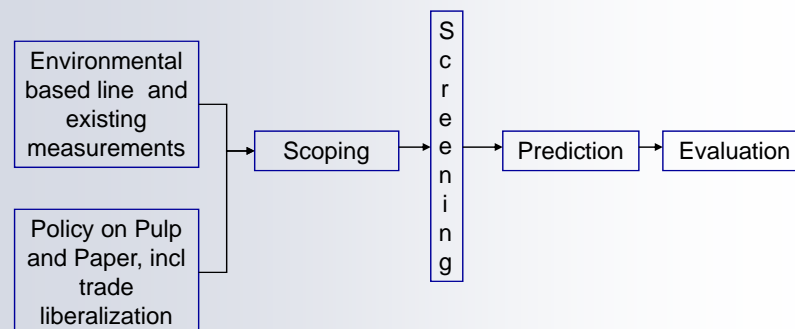 Environmental
based line and
existing
measurements
Policy on Pulp
and Paper, incl
trade
liberalization
Scoping
S
c
r
e
e
n
i
n
g
Prediction
Evaluation